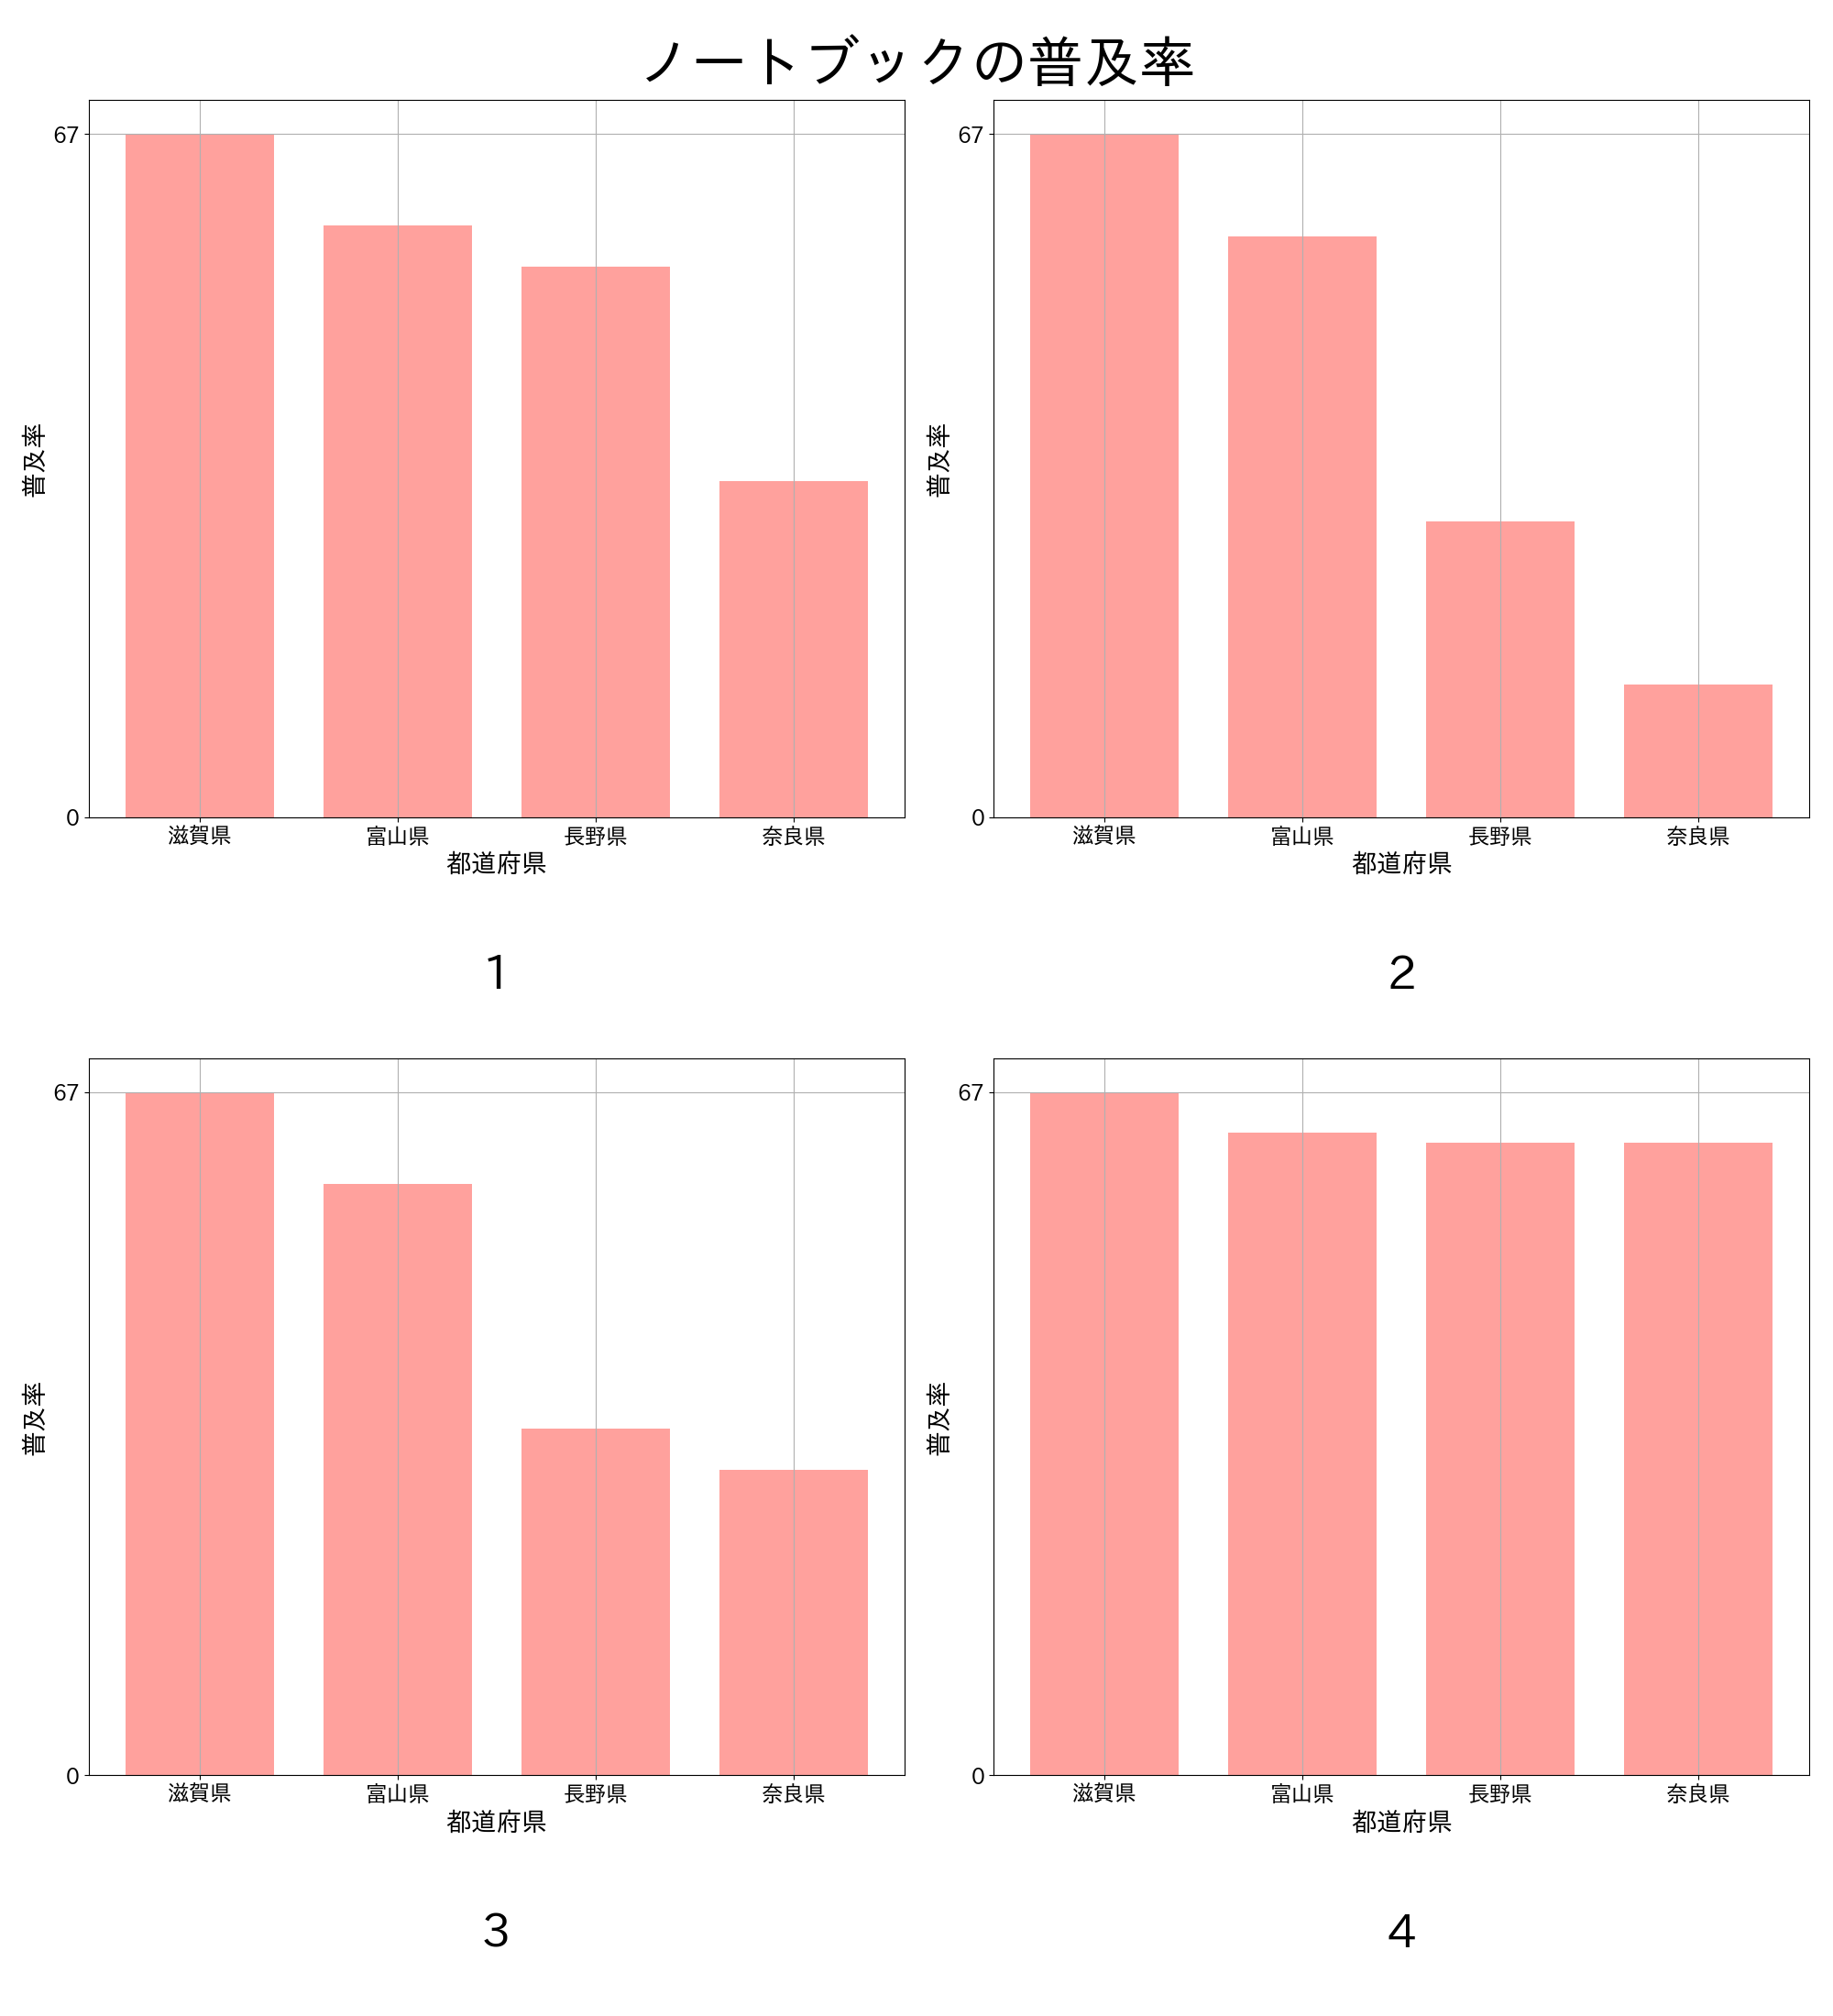 ノートブックの普及率
67
0
普及率
滋賀県 富山県 長野県 奈良県
都道府県
1
67
0
普及率
滋賀県 富山県 長野県 奈良県
都道府県
2
67
0
普及率
滋賀県 富山県 長野県 奈良県
都道府県
3
67
0
普及率
滋賀県 富山県 長野県 奈良県
都道府県
4